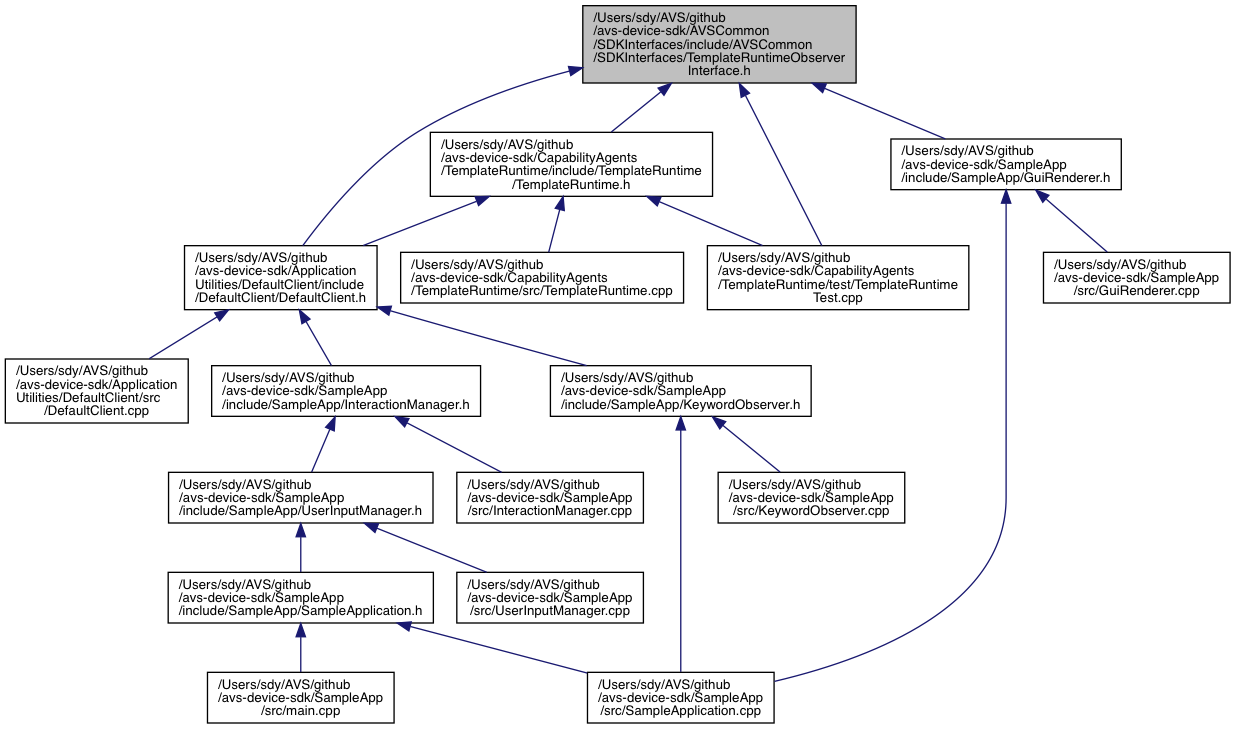 /Users/sdy/AVS/github
/avs-device-sdk/AVSCommon
/SDKInterfaces/include/AVSCommon
/SDKInterfaces/TemplateRuntimeObserver
Interface.h
/Users/sdy/AVS/github
/avs-device-sdk/CapabilityAgents
/TemplateRuntime/include/TemplateRuntime
/TemplateRuntime.h
/Users/sdy/AVS/github
/avs-device-sdk/SampleApp
/include/SampleApp/GuiRenderer.h
/Users/sdy/AVS/github
/avs-device-sdk/Application
Utilities/DefaultClient/include
/DefaultClient/DefaultClient.h
/Users/sdy/AVS/github
/avs-device-sdk/CapabilityAgents
/TemplateRuntime/src/TemplateRuntime.cpp
/Users/sdy/AVS/github
/avs-device-sdk/CapabilityAgents
/TemplateRuntime/test/TemplateRuntime
Test.cpp
/Users/sdy/AVS/github
/avs-device-sdk/SampleApp
/src/GuiRenderer.cpp
/Users/sdy/AVS/github
/avs-device-sdk/Application
Utilities/DefaultClient/src
/DefaultClient.cpp
/Users/sdy/AVS/github
/avs-device-sdk/SampleApp
/include/SampleApp/InteractionManager.h
/Users/sdy/AVS/github
/avs-device-sdk/SampleApp
/include/SampleApp/KeywordObserver.h
/Users/sdy/AVS/github
/avs-device-sdk/SampleApp
/include/SampleApp/UserInputManager.h
/Users/sdy/AVS/github
/avs-device-sdk/SampleApp
/src/InteractionManager.cpp
/Users/sdy/AVS/github
/avs-device-sdk/SampleApp
/src/KeywordObserver.cpp
/Users/sdy/AVS/github
/avs-device-sdk/SampleApp
/include/SampleApp/SampleApplication.h
/Users/sdy/AVS/github
/avs-device-sdk/SampleApp
/src/UserInputManager.cpp
/Users/sdy/AVS/github
/avs-device-sdk/SampleApp
/src/main.cpp
/Users/sdy/AVS/github
/avs-device-sdk/SampleApp
/src/SampleApplication.cpp